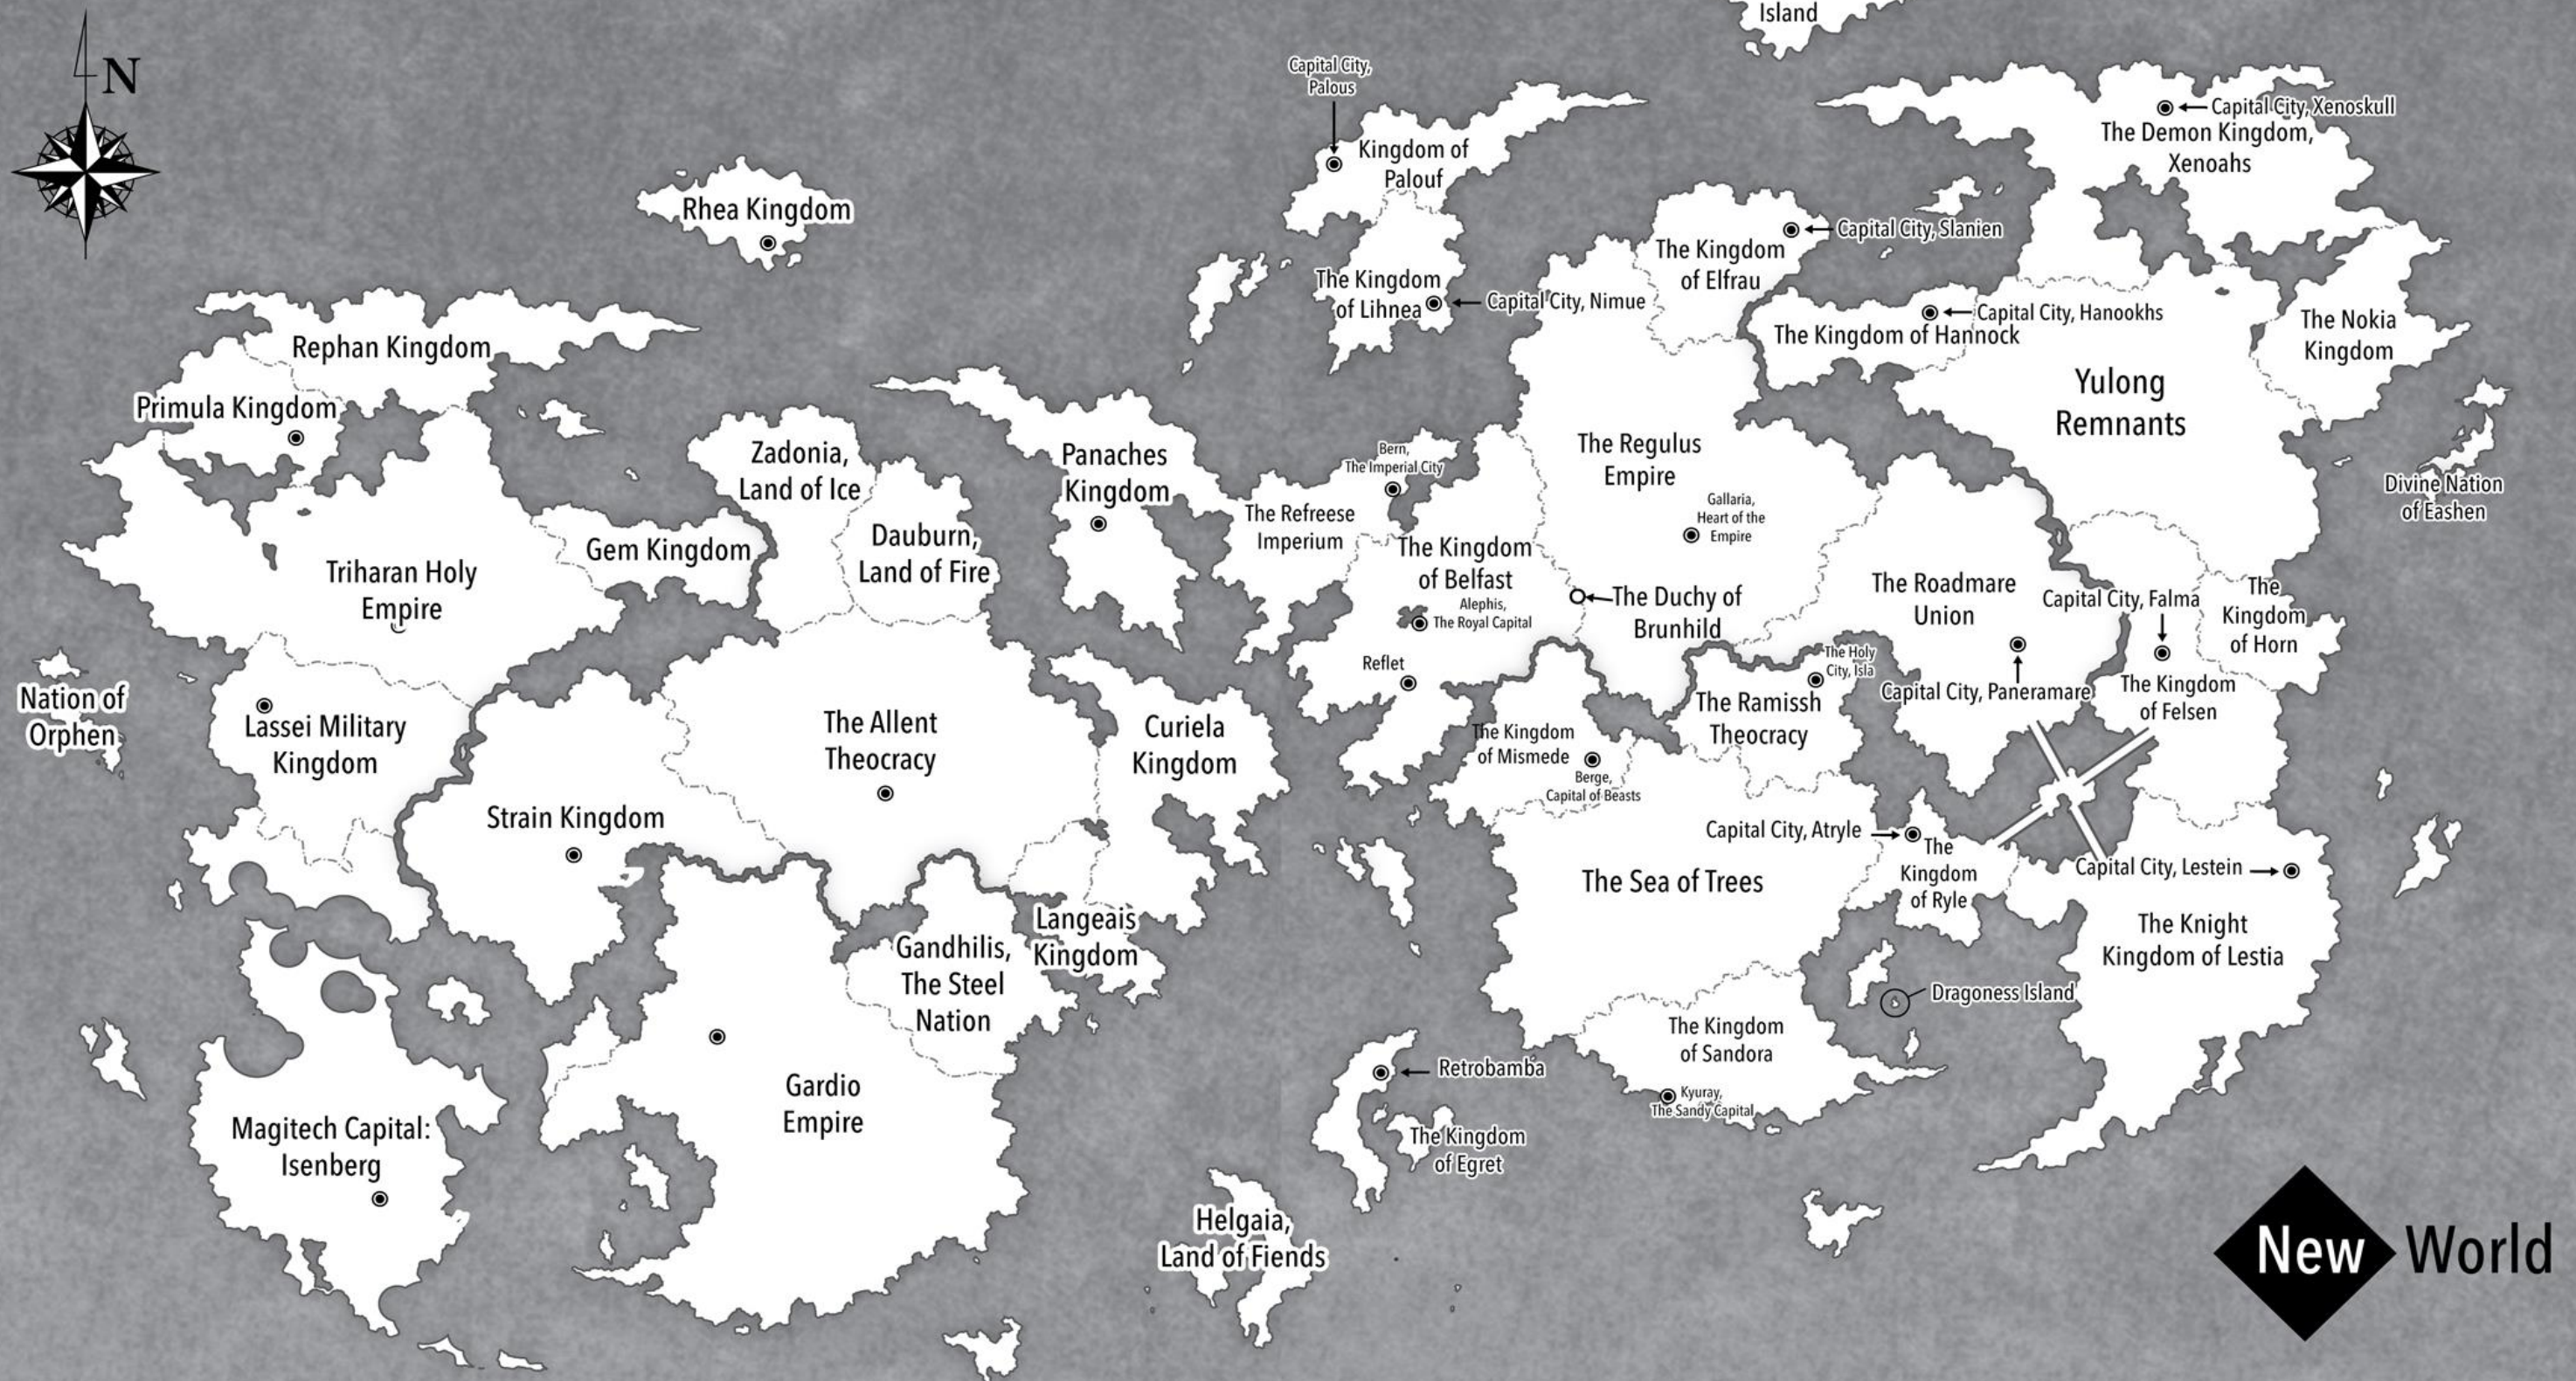 Island
N
Capital City,
Palous
Kingdom of
Palouf
Capital City, Xenoskull
The Demon Kingdom,
Xenoahs
Rhea Kingdom
The Kingdom
of Elfrau
Capital City, Slanien
The Kingdom
of Lihnea
Capital City, Nimue
Capital City, Hanookhs
The Kingdom of Hannock
The Nokia
Kingdom
Rephan Kingdom
Primula Kingdom
Yulong
Remnants
Zadonia,
Land of Ice
Panaches
Kingdom
Bern,
The Imperial City
The Regulus
Empire
Gallaria,
Heart of the
Empire
Divine Nation
of Eashen
The Refreese
Imperium
Gem Kingdom
Dauburn,
Land of Fire
The Kingdom
of Belfast
Alephis,
The Royal Capital
Triharan Holy
Empire
The Duchy of
Brunhild
The Roadmare
Union
Capital City, Falma
The
Kingdom
of Horn
Reflet
The Holy
City, Isla
Capital City, Paneramare
The Kingdom
of Felsen
Nation of
Orphen
Lassei Military
Kingdom
The Allent
Theocracy
Curiela
Kingdom
The Kingdom
of Mismede
Berge,
Capital of Beasts
The Ramissh
Theocracy
Strain Kingdom
Capital City, Atryle
The
Kingdom
of Ryle
Capital City, Lestein
The Sea of Trees
The Knight
Kingdom of Lestia
Langeais
Kingdom
Gandhilis,
The Steel
Nation
Dragoness Island
The Kingdom
of Sandora
Kyuray,
The Sandy Capital
Retrobamba
The Kingdom
of Egret
Gardio
Empire
Magitech Capital:
Isenberg
Helgaia,
Land of Fiends
New World